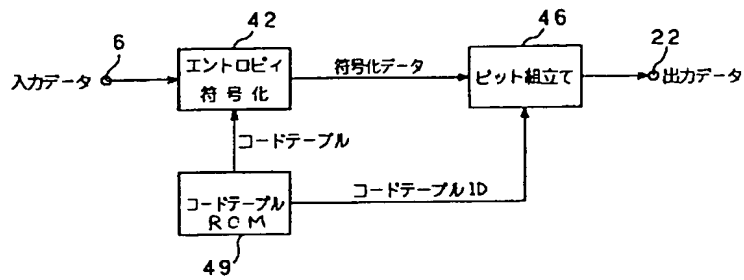 42
46
6
22
入力データ
エントロピィ
符号化
符号化データ
ビット組立て
出力データ
コードテーブル
コードテーブル
ROM
コードテーブルID
49